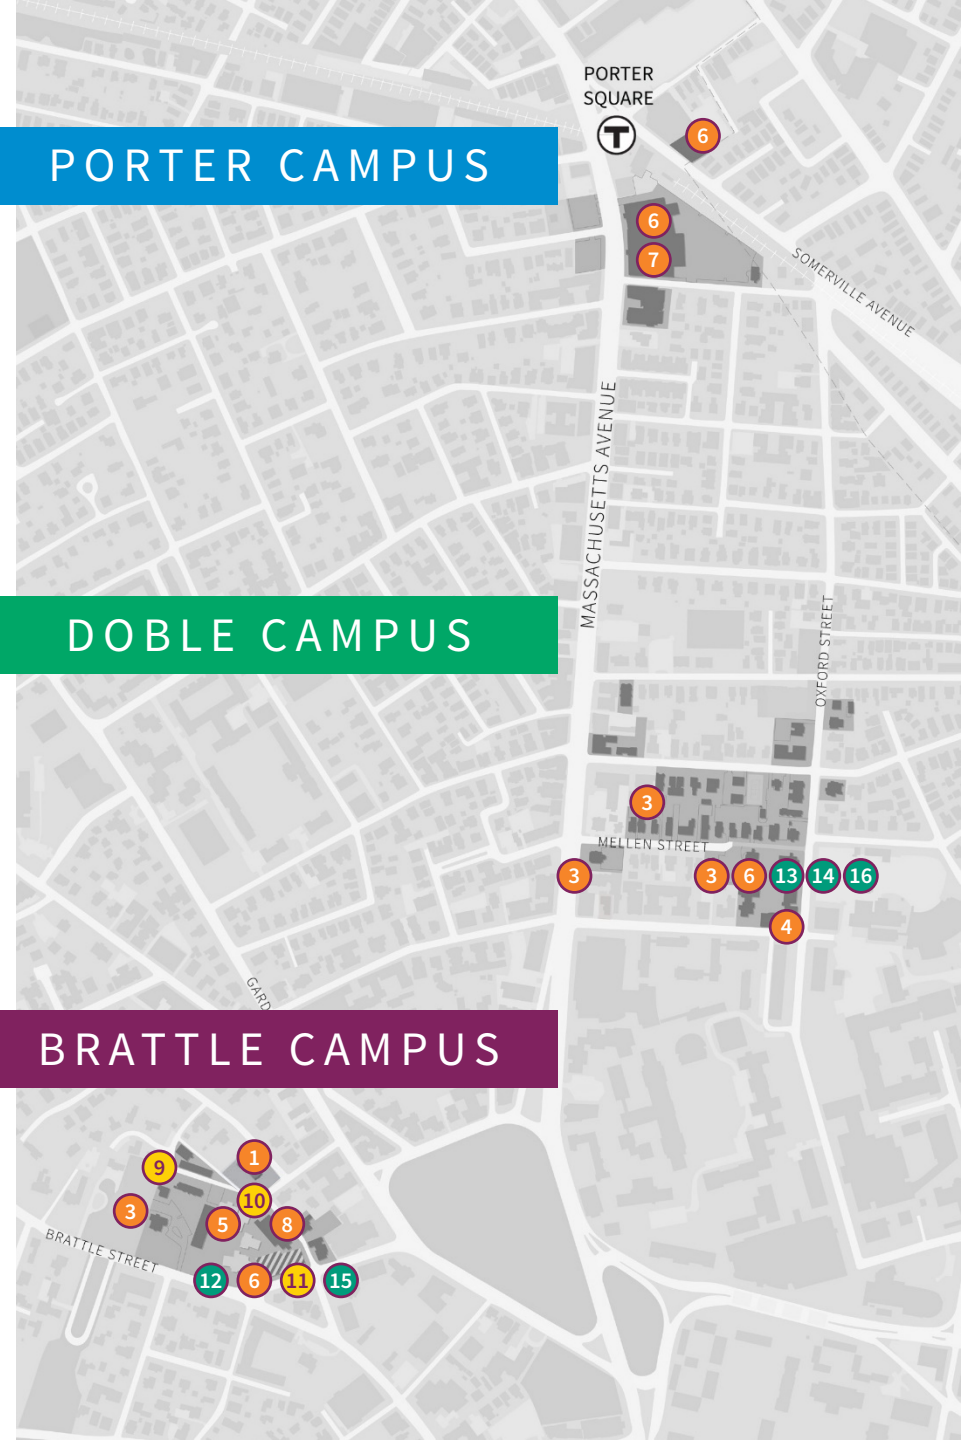 PORTER
SQUARE
T
6
PORTER CAMPUS
6
7
SOMERVILLE AVENUE
MASSACHUSETTS AVENUE
DOBLE CAMPUS
OXFORD STREET
3
MELLEN STREET
3
3
6
13
14
16
4
GARD
BRATTLE CAMPUS
1
9
10
3
5
8
BRATTLE STREET
12
6
11
15